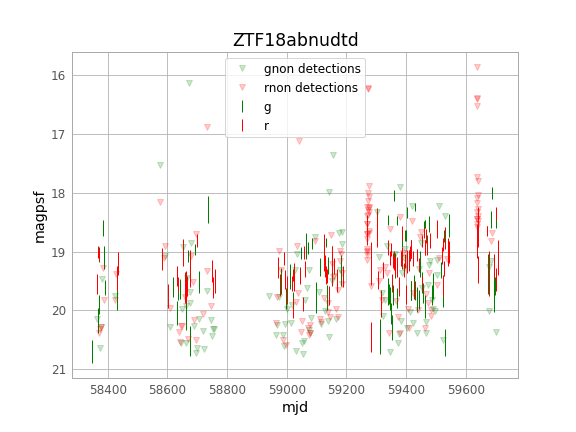 ZTF18abnudtd
gnon detections
rnon detections
g
r
16
17
18
19
20
21
magpsf
58400 58600 58800 59000 59200 59400 59600
mjd